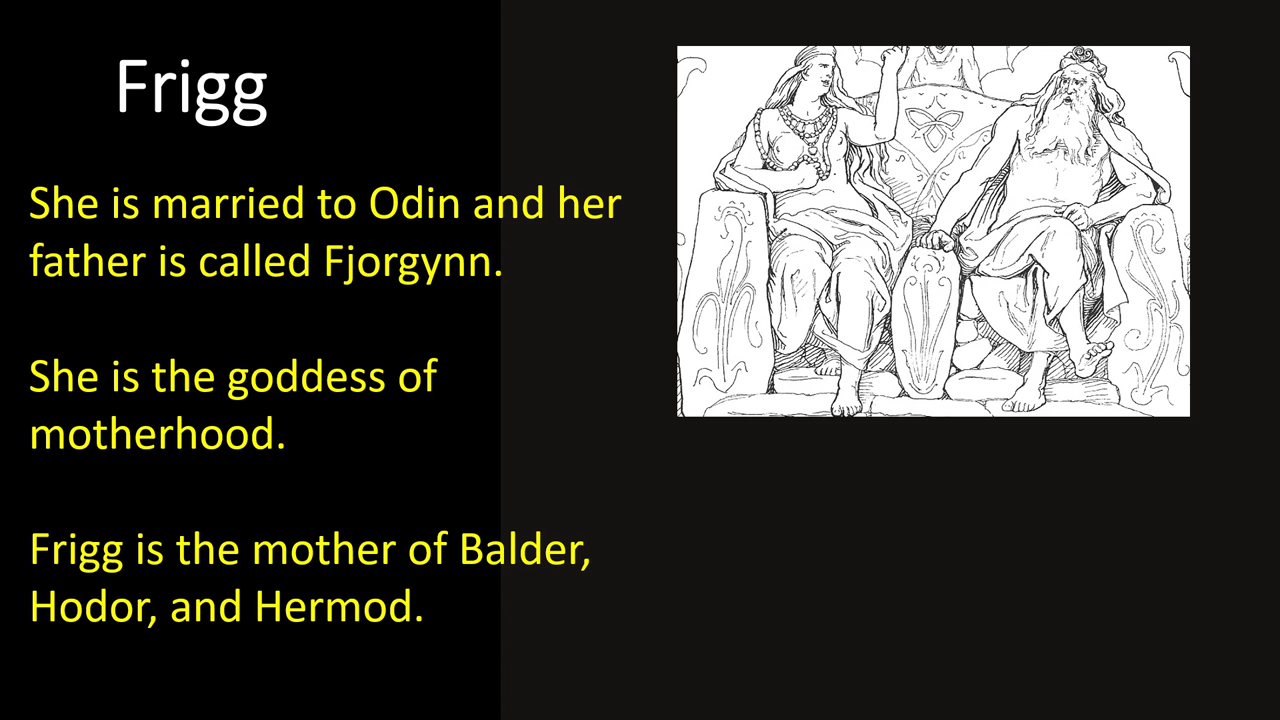 Frigg
She is married to Odin and her
father is called Fjorgynn.
She is the goddess of
motherhood.
Frigg is the mother of Balder,
Hodor, and Hermod.